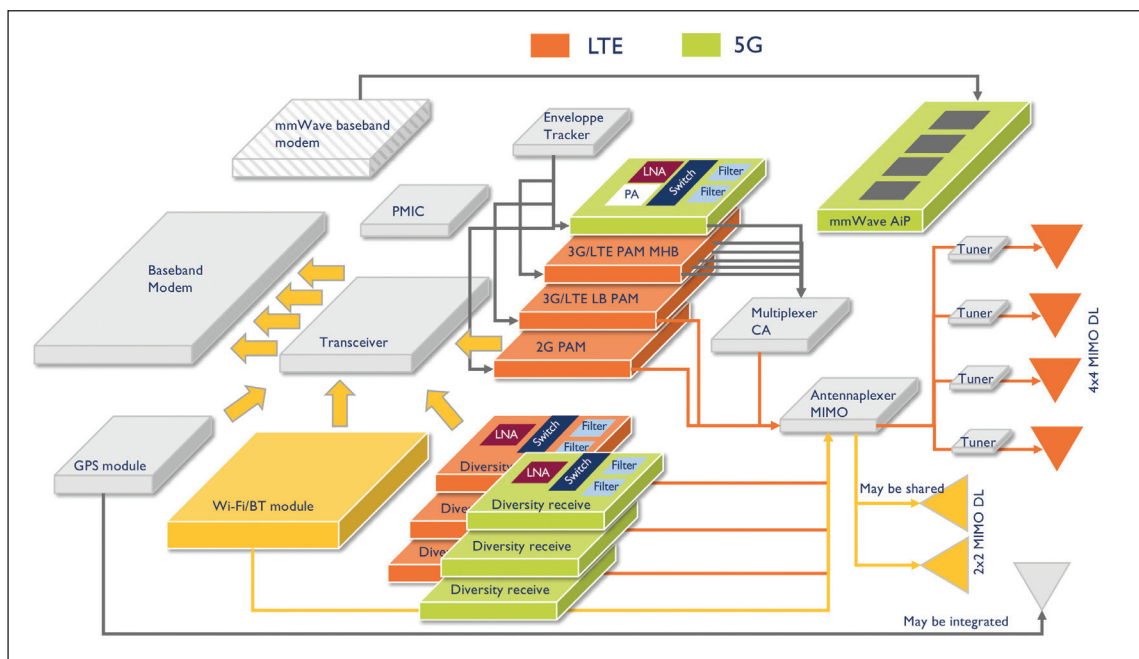 LTE
5G
mmWave baseband
modem
Enveloppe
Tracker
PMIC
LNA
Switch
Filter
PA
Filter
mmWave AiP
Baseband
Modem
Transceiver
3G/LTE PAM MHB
3G/LTE LB PAM
2G PAM
Multiplexer
CA
Tuner
Tuner
Tuner
Tuner
4x4 MIMO DL
Antennaplexer
MIMO
GPS module
Wi-Fi/BT module
LNA
Switch
Filter
Filter
Diversity
LNA
Switch
Filter
Filter
Diversity receive
Diver
Diversity receive
Diver
Diversity receive
May be shared
2x2 MIMO DL
May be integrated